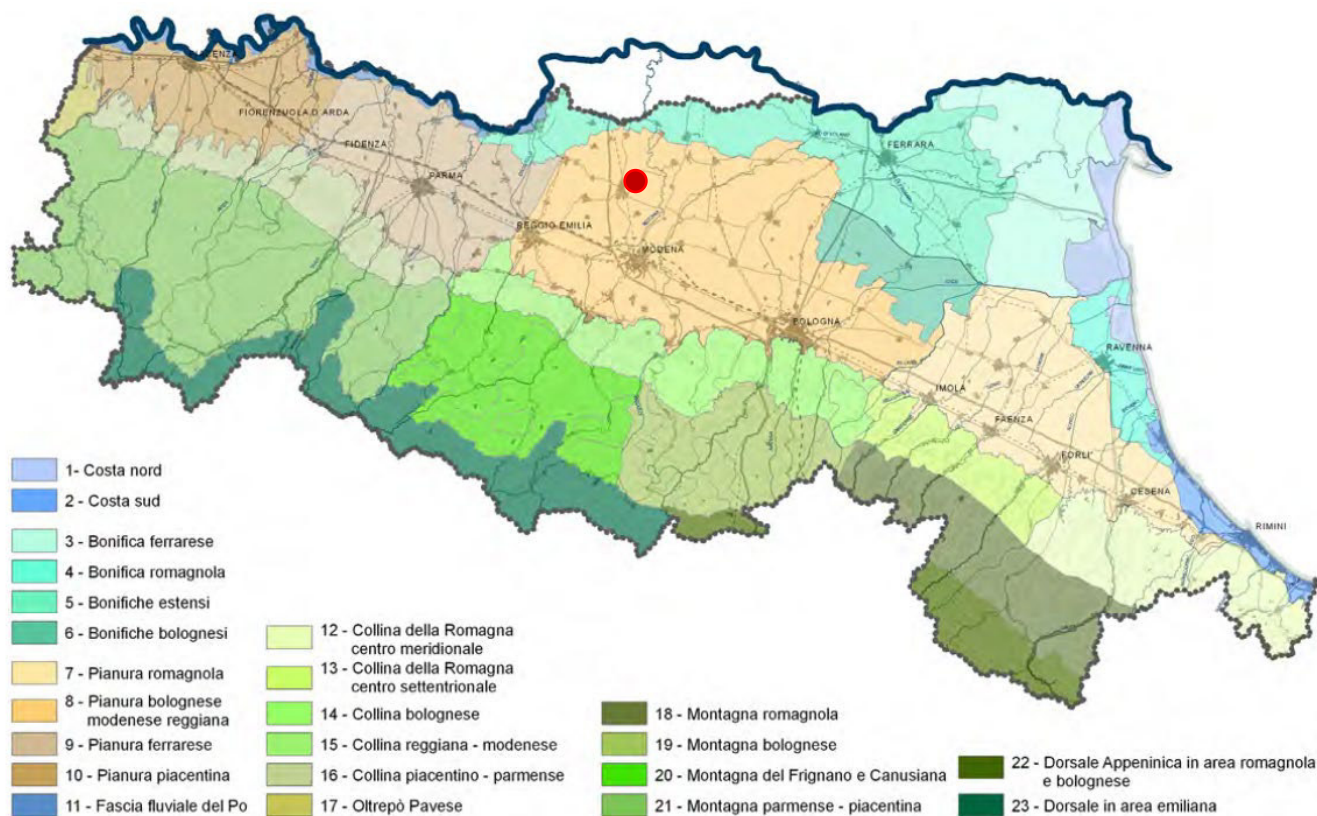 PIACENZA
FIORENZUOLA D'ARDA
FIDENZA
PARMA
REGGIO EMILIA
MODENA
BOLOGNA
FERRARA
RAVENNA
IMOLA
FAENZA
FORLI'
CESENA
RIMINI
1- Costa nord
2 - Costa sud
3 - Bonifica ferrarese
4 - Bonifica romagnola
5 - Bonifiche estensi
6 - Bonifiche bolognesi
7 - Pianura romagnola
8 - Pianura bolognese
modenese reggiana
9 - Pianura ferrarese
10 - Pianura piacentina
11 - Fascia fluviale del Po
12 - Collina della Romagna
centro meridionale
13 - Collina della Romagna
centro settentrionale
14 - Collina bolognese
15 - Collina reggiana - modenese
16 - Collina piacentino - parmense
17 - Oltrepò Pavese
18 - Montagna romagnola
19 - Montagna bolognese
20 - Montagna del Frignano e Canusiana
21 - Montagna parmense - piacentina
22 - Dorsale Appeninica in area romagnola
e bolognese
23 - Dorsale in area emiliana